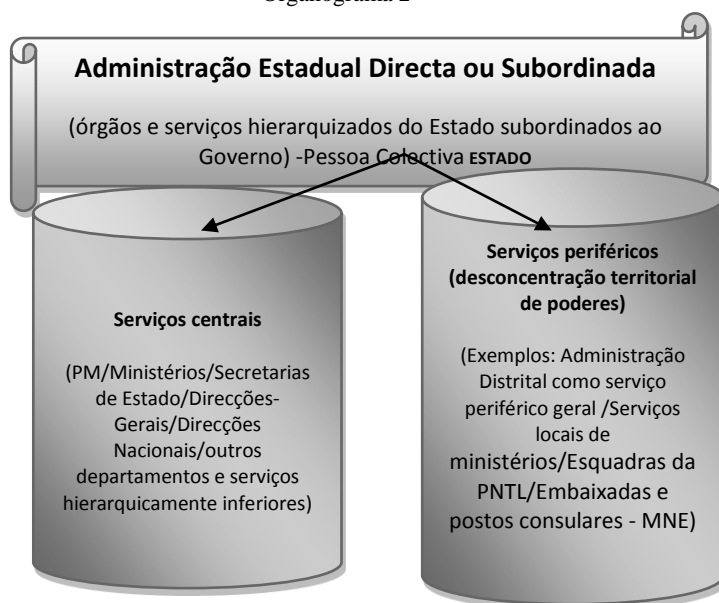 Organograma 2
Administração Estadual Directa ou Subordinada
(órgãos e serviços hierarquizados do Estado subordinados ao
Governo) -Pessoa Colectiva ESTADO
Serviços centrais
(PM/Ministérios/Secretarias
de Estado/Direcções-
Gerais/Direcções
Nacionais/outros
departamentos e serviços
hierarquicamente inferiores)
Serviços periféricos
(desconcentração territorial
de poderes)
(Exemplos: Administração
Distrital como serviço
periférico geral /Serviços
locais de
ministérios/Esquadras da
PNTL/Embaixadas e
postos consulares - MNE)